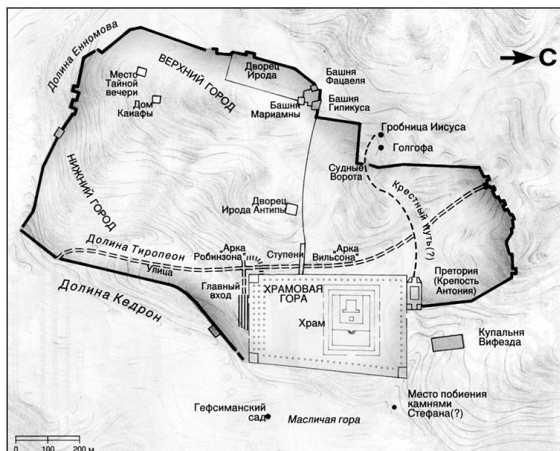 С
Долина Енномова
Место
Тайной
вечери
Дом
Каиафы
ВЕРХНИЙ ГОРОД
Дворец
Ирода
Башня
Фацаеля
Башня
Мариамны
Башня
Гипикуса
Гробница Иисуса
Голгофа
Судные
Ворота
Крестный путь(?)
НИЖНИЙ ГОРОД
Дворец
Ирода Антипы
Долина Тиропеон
Улица
"Арка
Робинзона"
Ступени
"Арка
Вильсона"
Долина Кедрон
Главный
вход
ХРАМОВАЯ
ГОРА
Храм
Претория
(Крепость
Антония)
Купальня
Вифезда
Гефсиманский
сад
Масличая гора
Место побиения
камнями
Стефана(?)
0 100 200 м